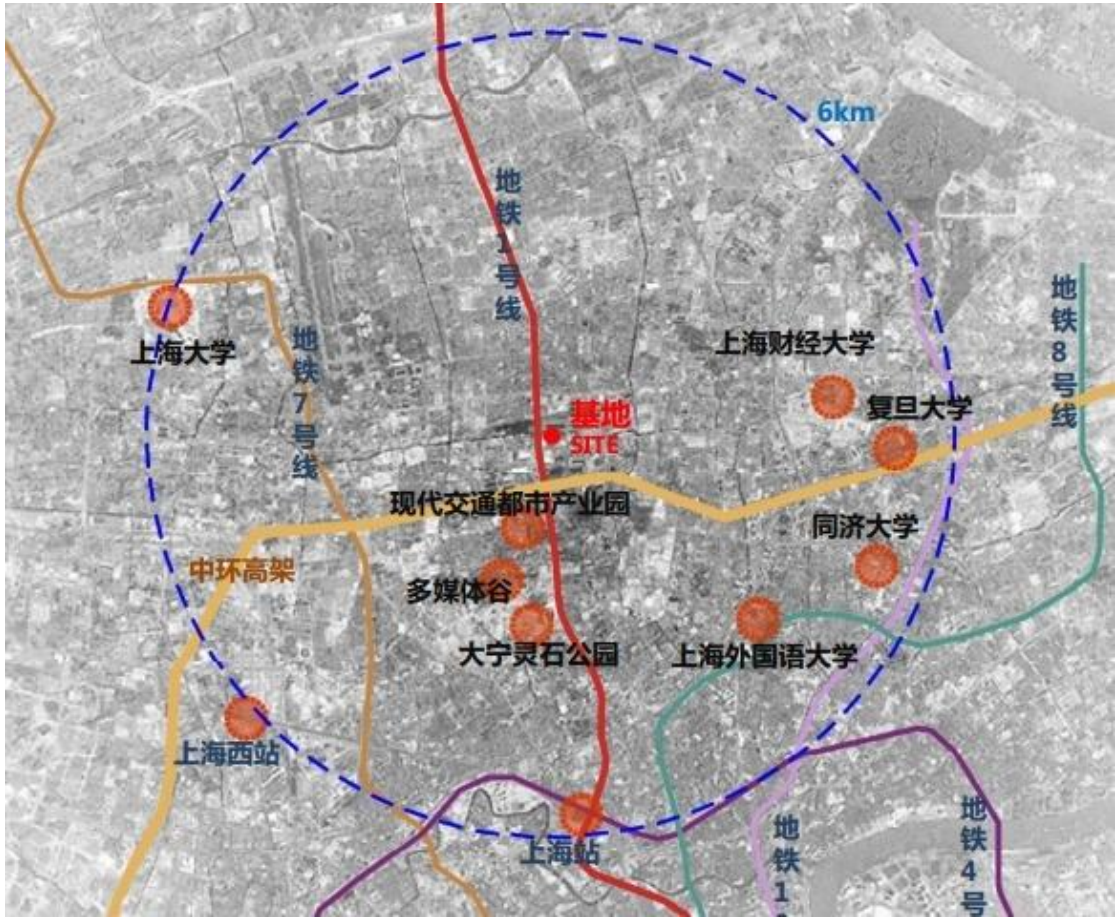 6km
地铁1号线
上海大学
地铁7号线
地铁8号线
上海财经大学
复旦大学
基地
SITE
现代交通都市产业园
同济大学
中环高架
多媒体谷
大宁灵石公园
上海外国语大学
上海西站
上海站
地铁1
地铁4号